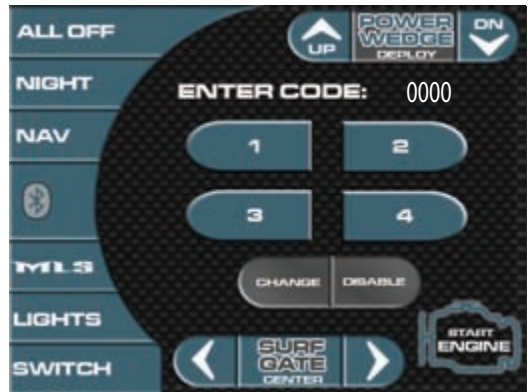 ALL OFF
NIGHT
NAV
MLS
LIGHTS
SWITCH
UP
POWER
WEDGE
DEPLOY
DN
ENTER CODE: 0000
1
2
3
4
CHANGE
DISABLE
SURF
GATE
CENTER
START
ENGINE